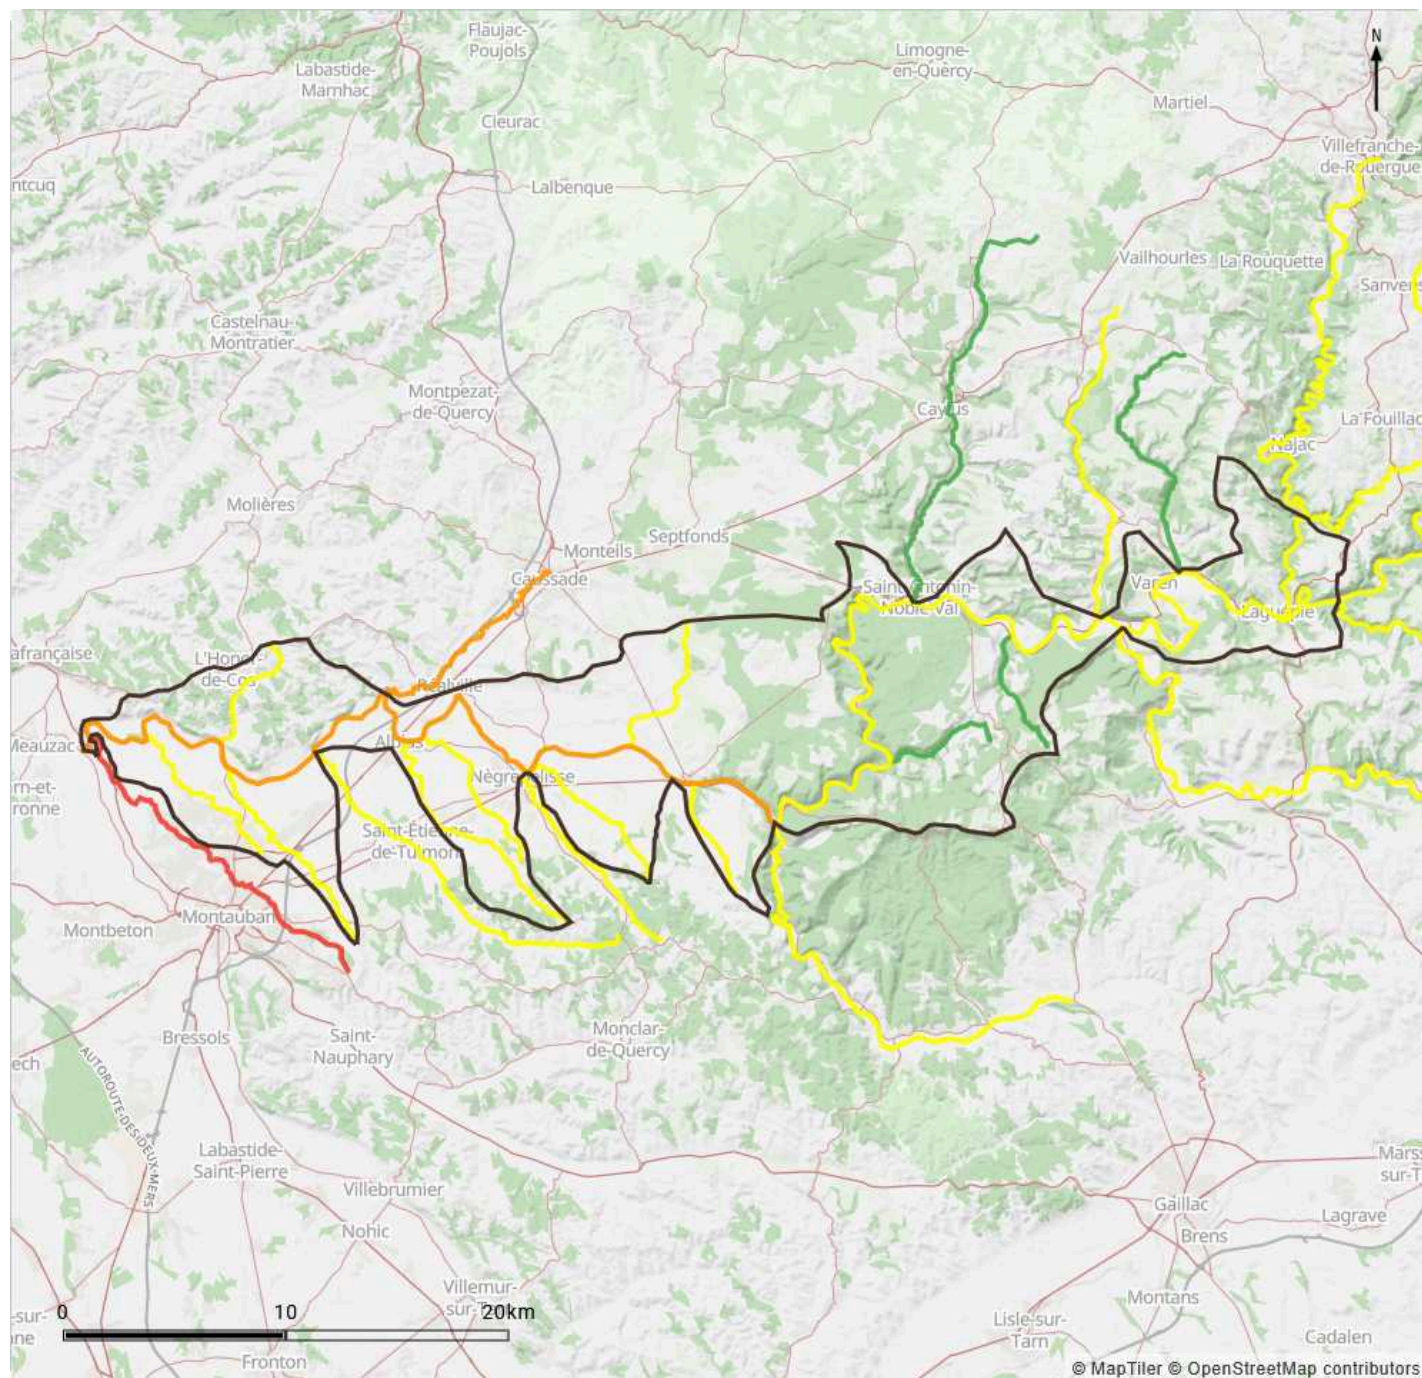 Flaujac-
Poujols
Limogne-
en-Quercy
N
Labastide-
Marnhac
Martiel
Cieurac
Villefranche-
de-Rouergue
ntcuq
Lalbenque
Vailhourles
La Rouquette
Sanvens
Castelnau-
Montratier
Montpezat-
de-Quercy
Caylus
La Fouillac
Najac
Molières
Septfonds
Monteils
Caussade
Saint-Antonin-
Noble-Val
Varen
Laguépie
afrançaise
L'Honor-
de-Cos
Réalville
Meauzac
Albias
Nègrepelisse
rn-et-
ronne
Saint-Étienne-
de-Tulmont
Montauban
Montbeton
Bressols
Saint-
Nauphary
Monclar-
de-Quercy
ech
AUTOROUTE-DES-DEUX-MERS
Labastide-
Saint-Pierre
Marss
sur-T
Villebrumier
Gaillac
Lagrave
Nohic
Brens
Villemur-
sur-T
Montans
0 10 20km
-sur-
nne
Lisle-sur-
Tarn
Cadalen
Fronton
© MapTiler © OpenStreetMap contributors